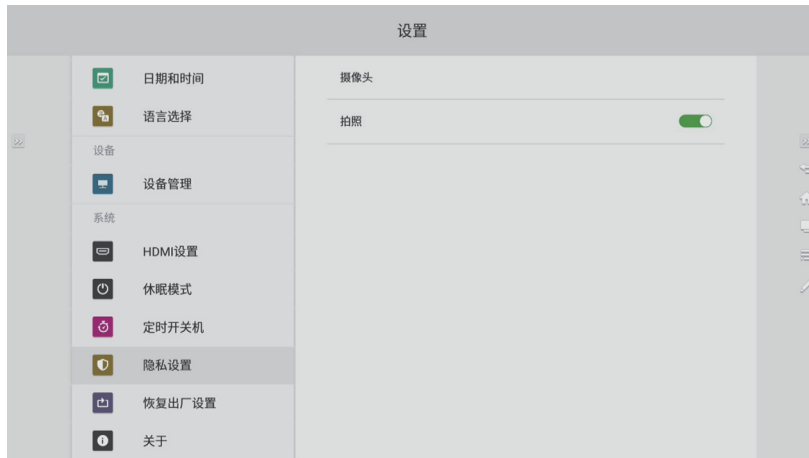 设置
日期和时间
语言选择
设备
设备管理
系统
HDMI设置
休眠模式
定时开关机
隐私设置
恢复出厂设置
关于
摄像头
拍照